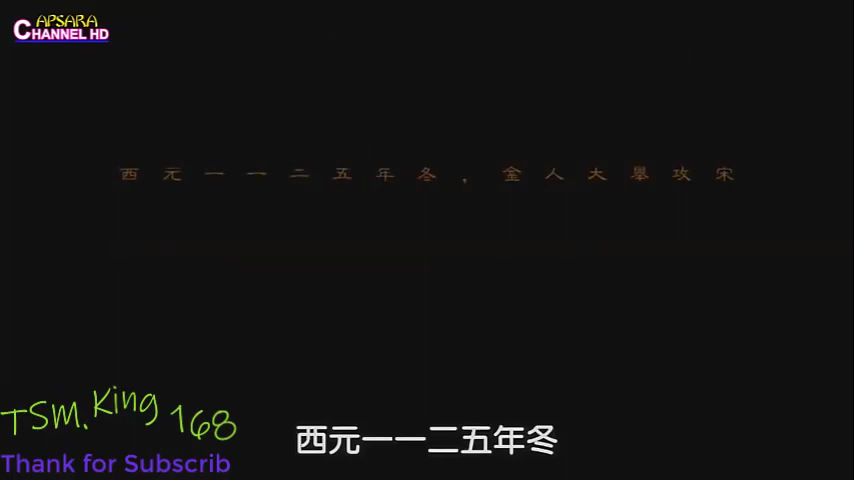 APSARA
CHANNEL HD
西元一一二五年冬，金人大舉攻宋
TSM.King 168
Thank for Subscrib
西元一一二五年冬